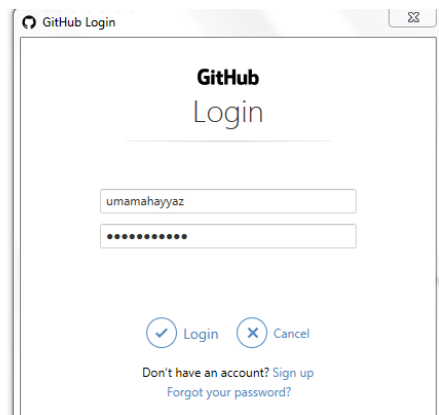 GitHub Login
GitHub
Login
umamahayyaz
●●●●●●●●●●●
Login Cancel
Don't have an account? Sign up
Forgot your password?